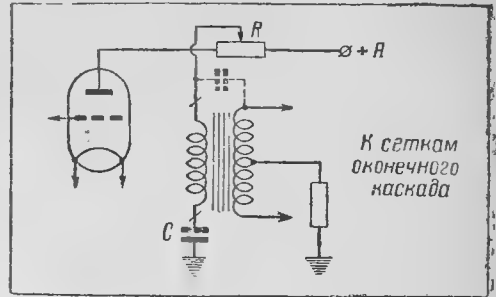 R
+ А
К сеткам
оконечного
каскада
C